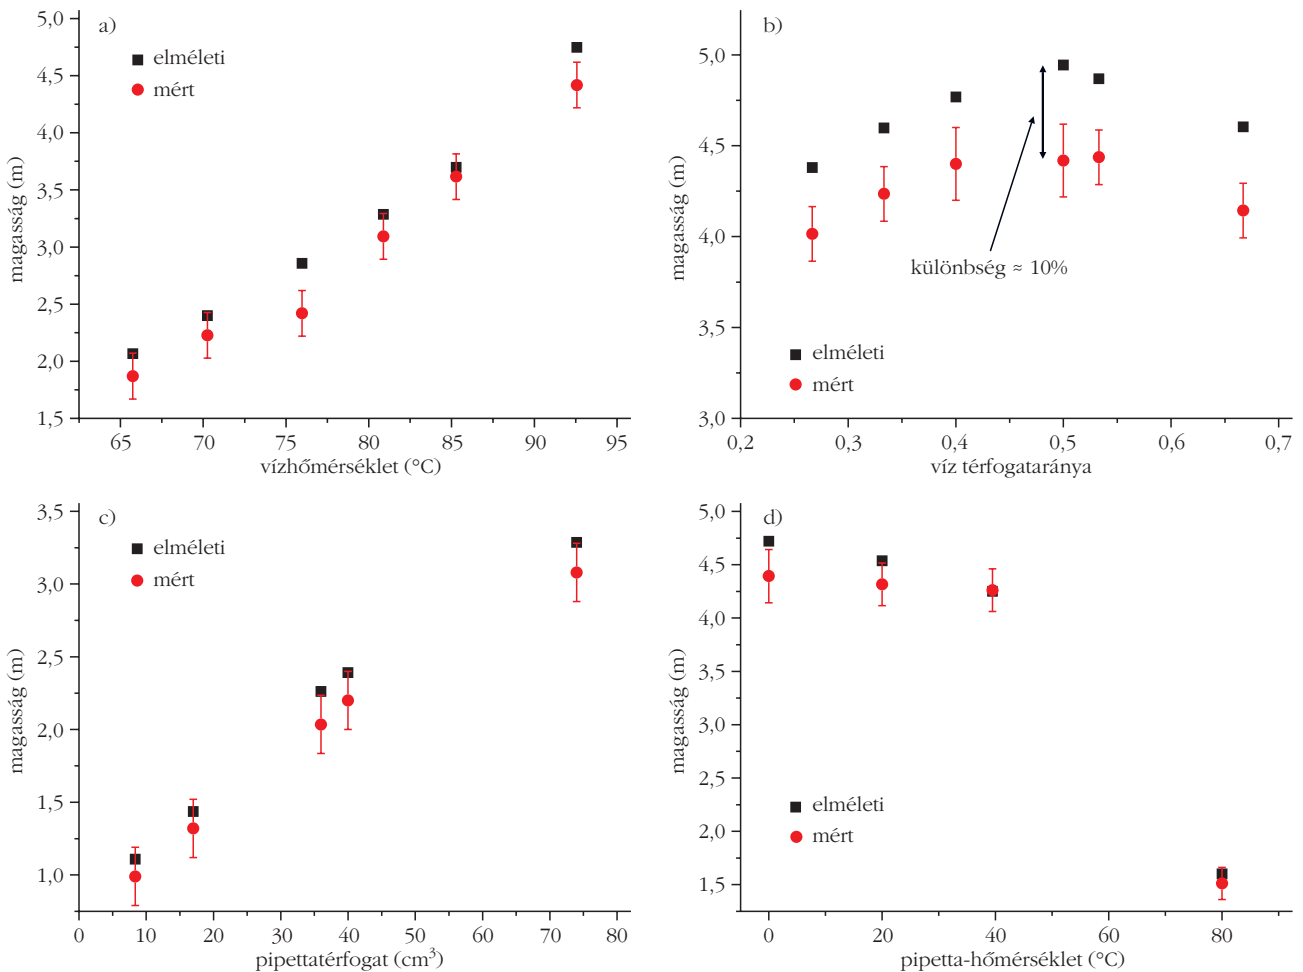 a)
elméleti
mért
5,0
4,5
4,0
3,5
3,0
2,5
2,0
1,5
magasság (m)
65 70 75 80 85 90 95
vízhőmérséklet (°C)
b)
5,0
4,5
4,0
3,5
3,0
magasság (m)
különbség ≈ 10%
elméleti
mért
0,2 0,3 0,4 0,5 0,6 0,7
víz térfogataránya
c)
elméleti
mért
3,5
3,0
2,5
2,0
1,5
1,0
magasság (m)
0 10 20 30 40 50 60 70 80
pipettatérfogat (cm³)
d)
5,0
4,5
4,0
3,5
3,0
2,5
2,0
1,5
magasság (m)
elméleti
mért
0 20 40 60 80
pipetta-hőmérséklet (°C)